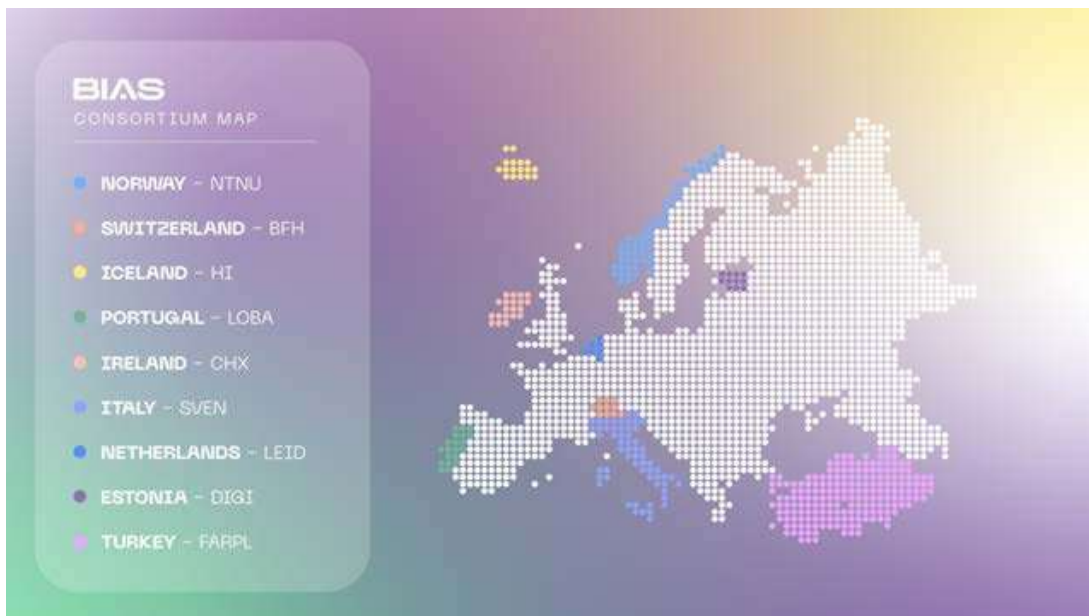 BIAS
CONSORTIUM MAP
NORWAY – NTNU
SWITZERLAND – BFH
ICELAND – HI
PORTUGAL – LOBA
IRELAND – CHX
ITALY – SVEN
NETHERLANDS – LEID
ESTONIA – DIGI
TURKEY – FARPL